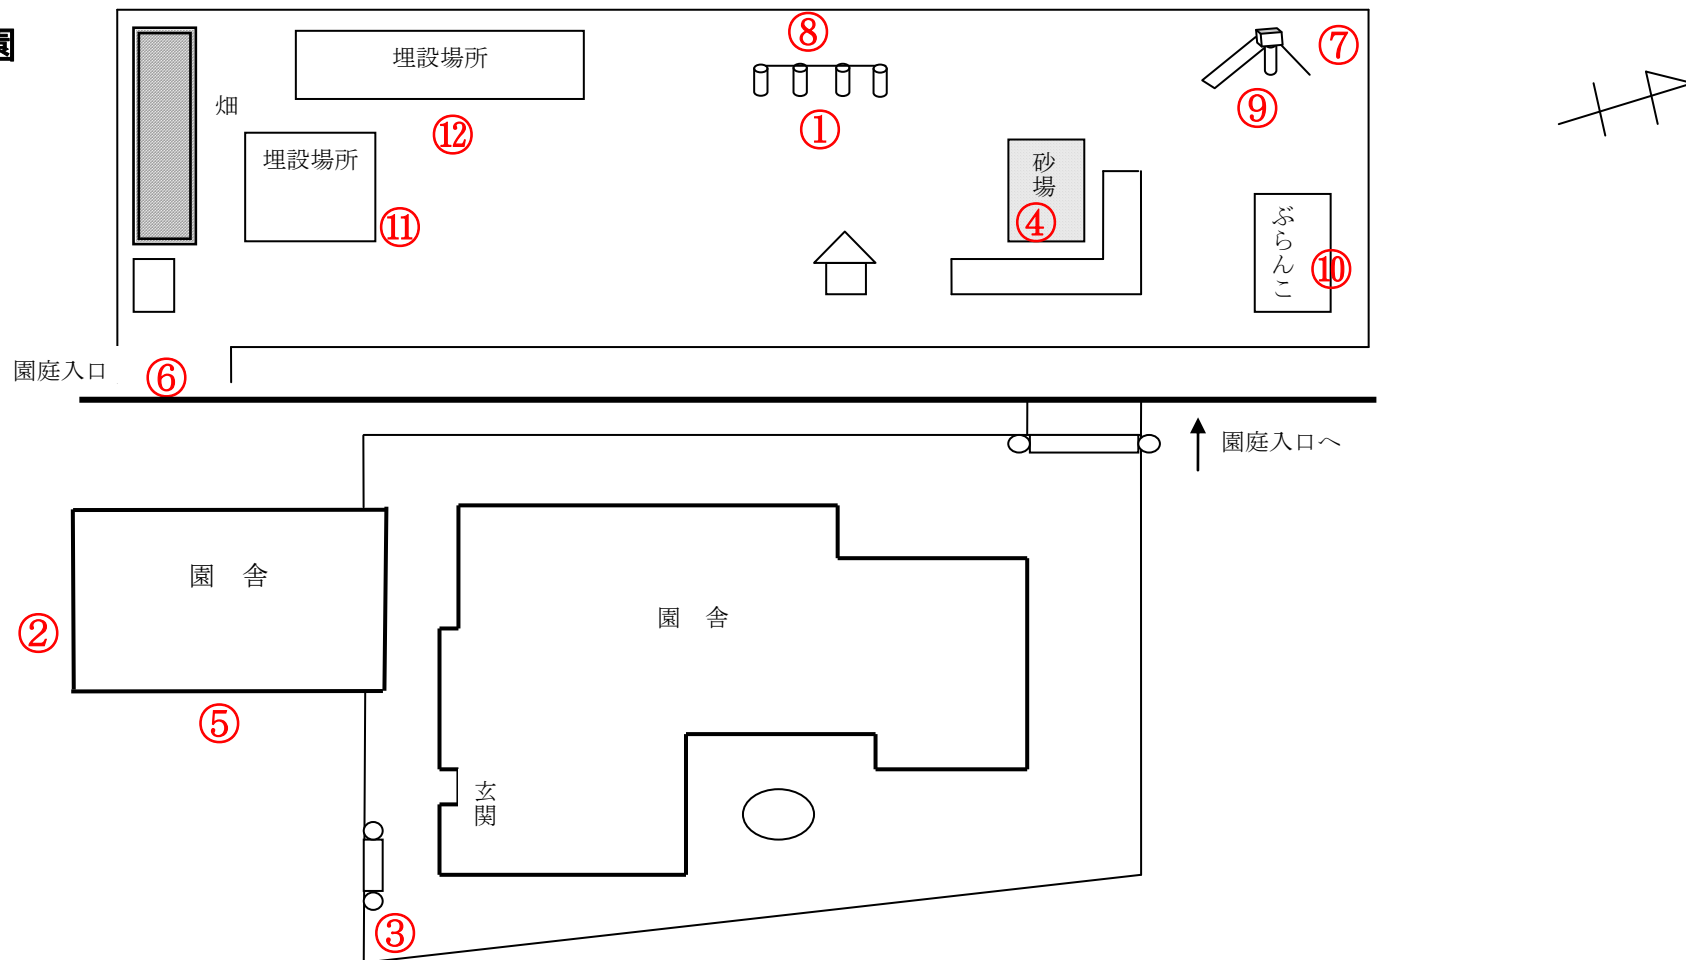 園
⑧
⑦
埋設場所
畑
⑨
⑫
①
埋設場所
砂場
④
⑪
ぶらんこ
⑩
園庭入口
⑥
園庭入口へ
園 舎
園 舎
②
⑤
玄関
③